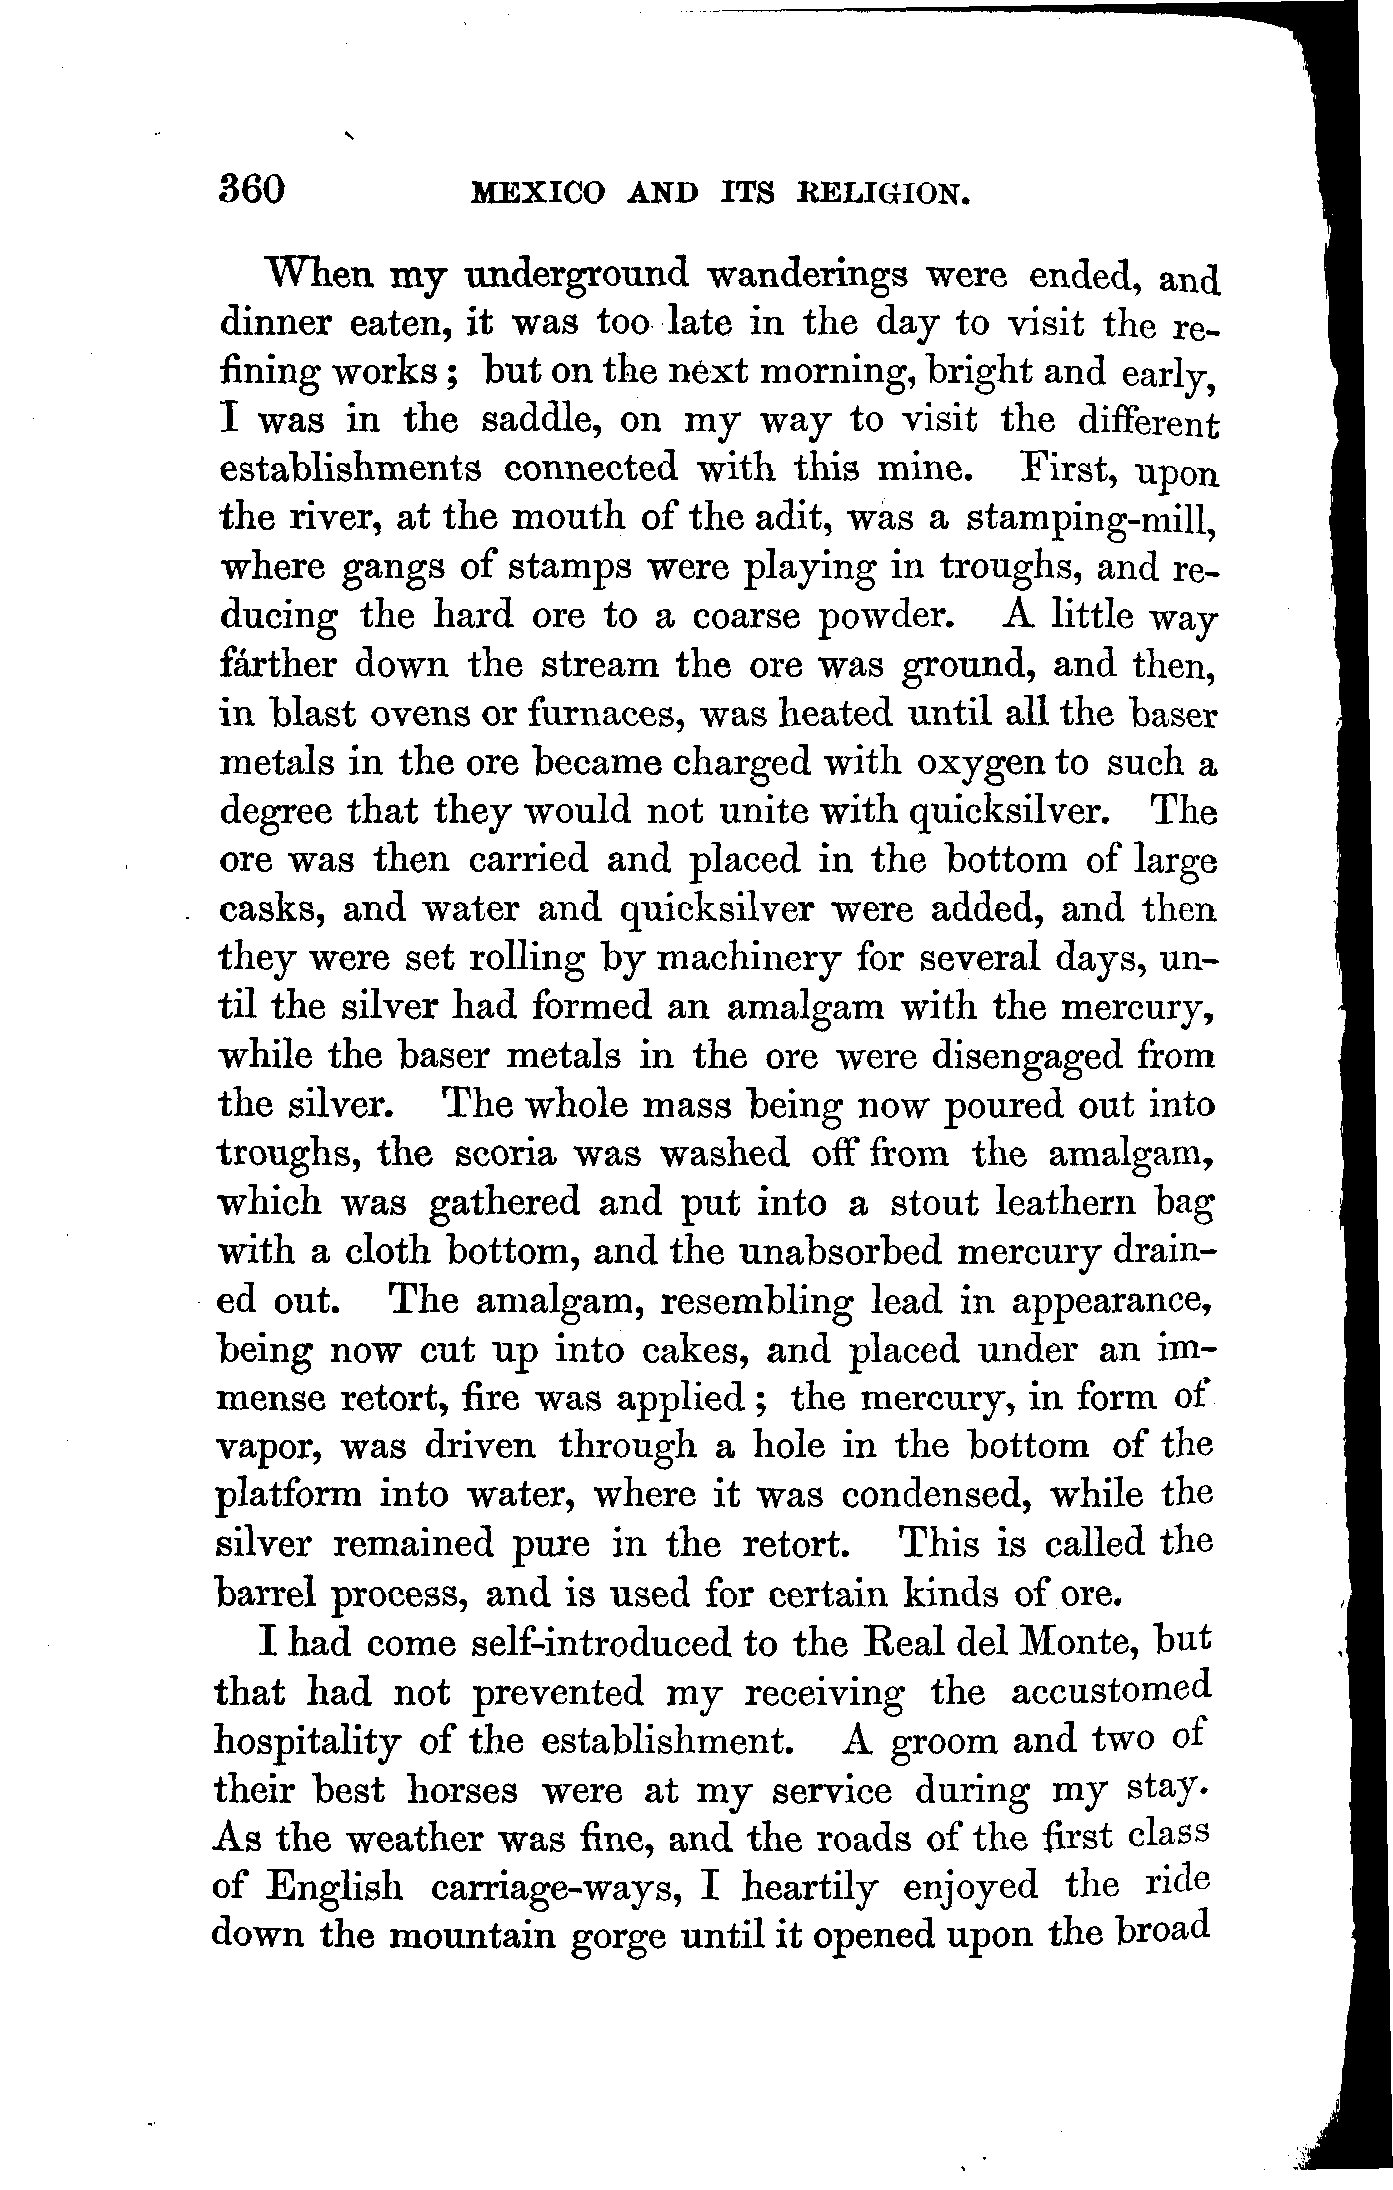 360 MEXICO AND ITS RELIGION.
When my underground wanderings were ended, and
dinner eaten, it was too late in the day to visit the re-
fining works; but on the next morning, bright and early,
I was in the saddle, on my way to visit the different
establishments connected with this mine. First, upon
the river, at the mouth of the adit, was a stamping-mill,
where gangs of stamps were playing in troughs, and re-
ducing the hard ore to a coarse powder. A little way
farther down the stream the ore was ground, and then,
in blast ovens or furnaces, was heated until all the baser
metals in the ore became charged with oxygen to such a
degree that they would not unite with quicksilver. The
ore was then carried and placed in the bottom of large
casks, and water and quicksilver were added, and then
they were set rolling by machinery for several days, un-
til the silver had formed an amalgam with the mercury,
while the baser metals in the ore were disengaged from
the silver. The whole mass being now poured out into
troughs, the scoria was washed off from the amalgam,
which was gathered and put into a stout leathern bag
with a cloth bottom, and the unabsorbed mercury drain-
ed out. The amalgam, resembling lead in appearance,
being now cut up into cakes, and placed under an im-
mense retort, fire was applied; the mercury, in form of
vapor, was driven through a hole in the bottom of the
platform into water, where it was condensed, while the
silver remained pure in the retort. This is called the
barrel process, and is used for certain kinds of ore.
I had come self-introduced to the Real del Monte, but
that had not prevented my receiving the accustomed
hospitality of the establishment. A groom and two of
their best horses were at my service during my stay.
As the weather was fine, and the roads of the first class
of English carriage-ways, I heartily enjoyed the ride
down the mountain gorge until it opened upon the broad